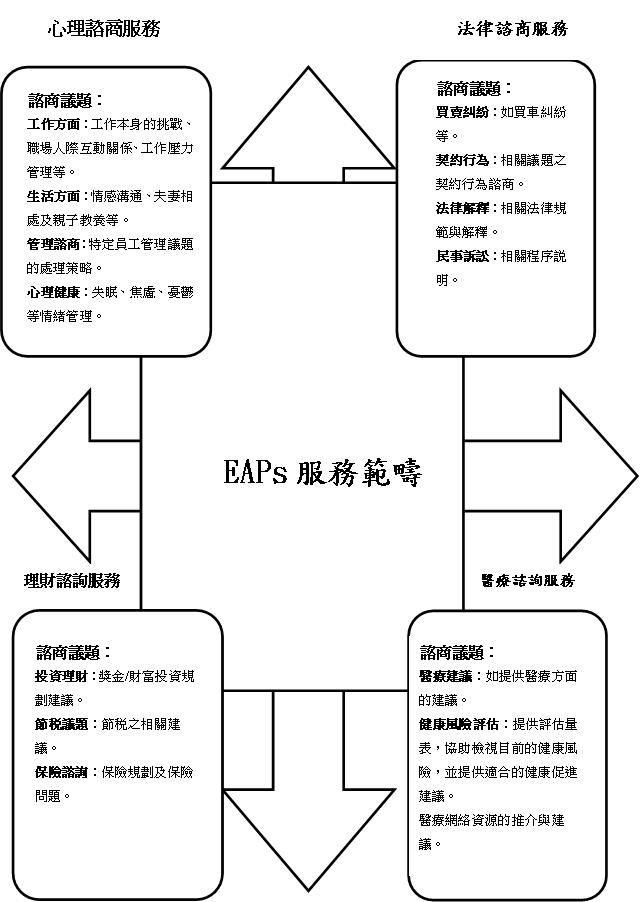 心理諮商服務
諮商議題：
工作方面：工作本身的挑戰、
職場人際互動關係、工作壓力
管理等。
生活方面：情感溝通、夫妻相
處及親子教養等。
管理諮商：特定員工管理議題
的處理策略。
心理健康：失眠、焦慮、憂鬱
等情緒管理。
法律諮商服務
諮商議題：
買賣糾紛：如買車糾紛
等。
契約行為：相關議題之
契約行為諮商。
法律解釋：相關法律規
範與解釋。
民事訴訟：相關程序說
明。
EAPs 服務範疇
理財諮詢服務
諮商議題：
投資理財：獎金/財富投資規
劃建議。
節稅議題：節稅之相關建
議。
保險諮詢：保險規劃及保險
問題。
醫療諮詢服務
諮商議題：
醫療建議：如提供醫療方面
的建議。
健康風險評估：提供評估量
表，協助檢視目前的健康風
險，並提供適合的健康促進
建議。
醫療網絡資源的推介與建
議。